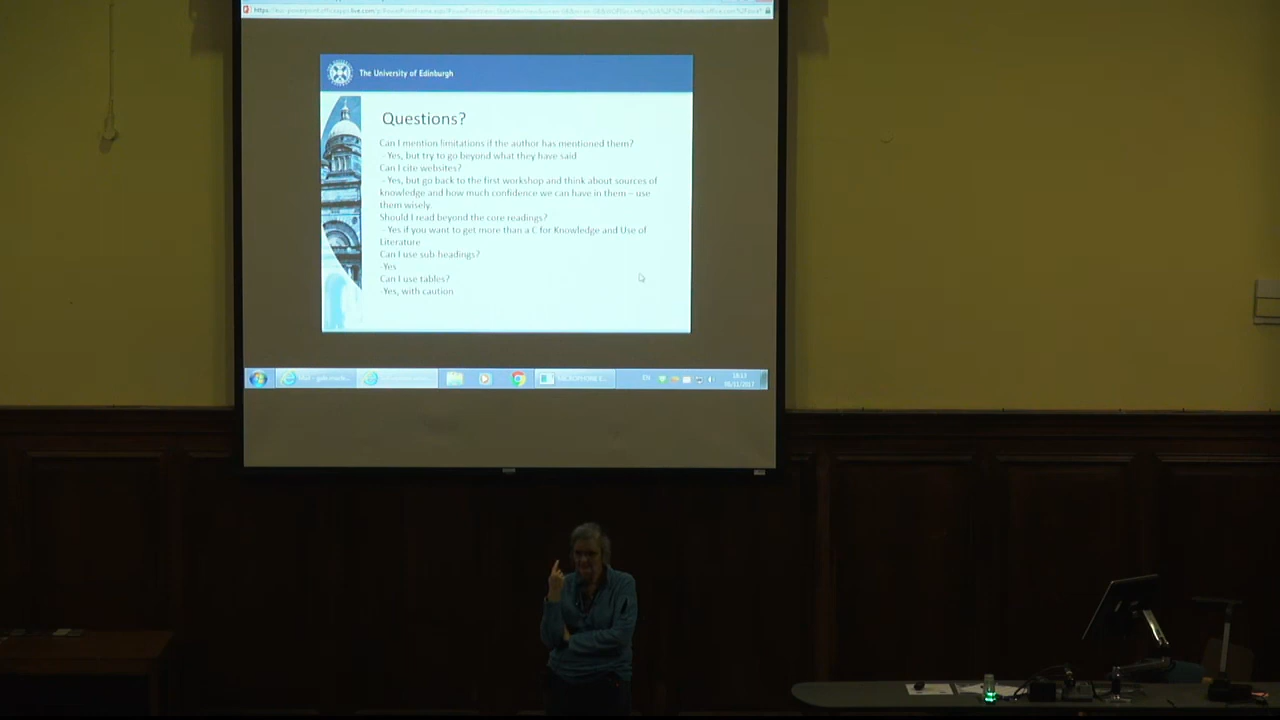 The University of Edinburgh
Questions?
Can I mention limitations if the author has mentioned them?
- Yes, but try to go beyond what they have said
Can I cite websites?
- Yes, but go back to the first workshop and think about sources of
knowledge and how much confidence we can have in them – use
them wisely.
Should I read beyond the core readings?
- Yes if you want to get more than a C for Knowledge and Use of
Literature
Can I use sub headings?
-Yes
Can I use tables?
-Yes, with caution
MICROPHONE
EN